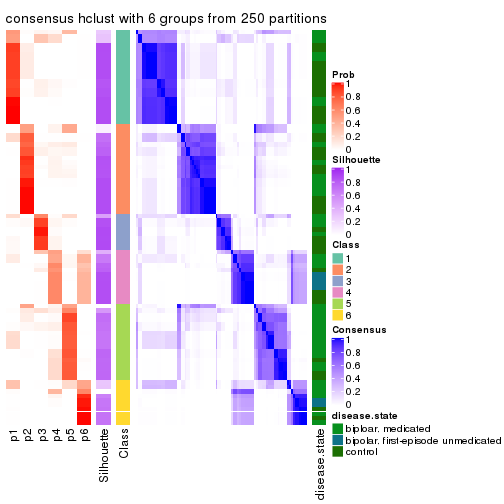 consensus hclust with 6 groups from 250 partitions
Prob
1
0.8
0.6
0.4
0.2
0
Silhouette
1
0.8
0.6
0.4
0.2
0
Class
1
2
3
4
5
6
Consensus
1
0.8
0.6
0.4
0.2
0
disease.state
biploar. medicated
bipolar. first-episode unmedicated
control
p1
p2
p3
p4
p5
p6
Silhouette
Class
disease.state